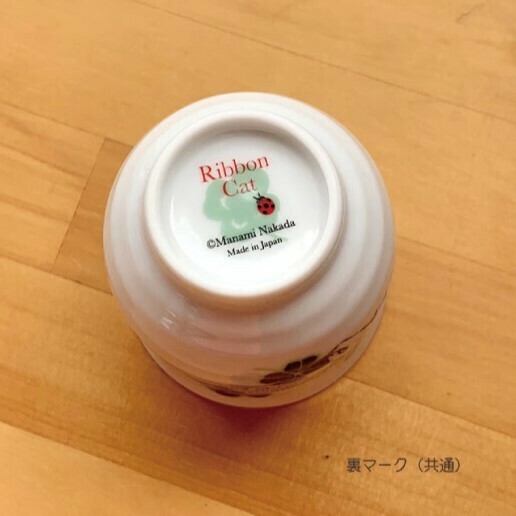 Ribbon
Cat
©Manami Nakada
Made in Japan
裏マーク（共通）